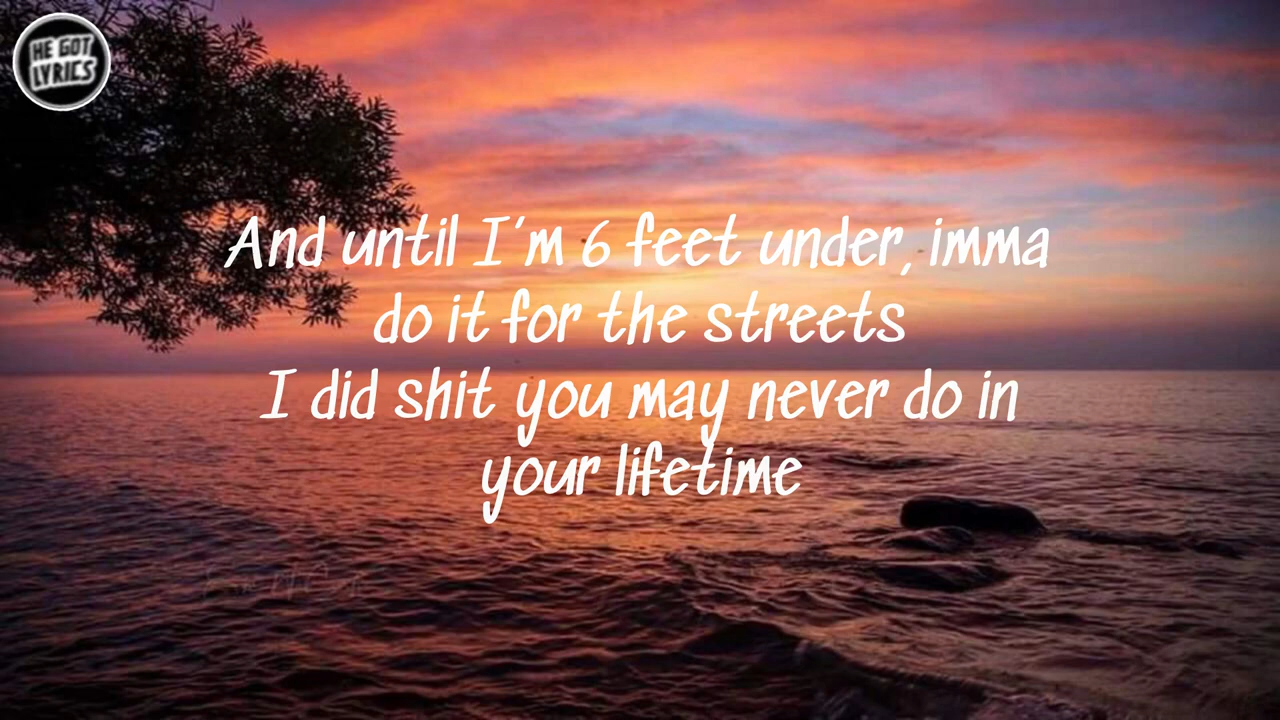 HE GOT
LYRICS
And until I'm 6 feet under, imma
do it for the streets
I did shit you may never do in
your lifetime